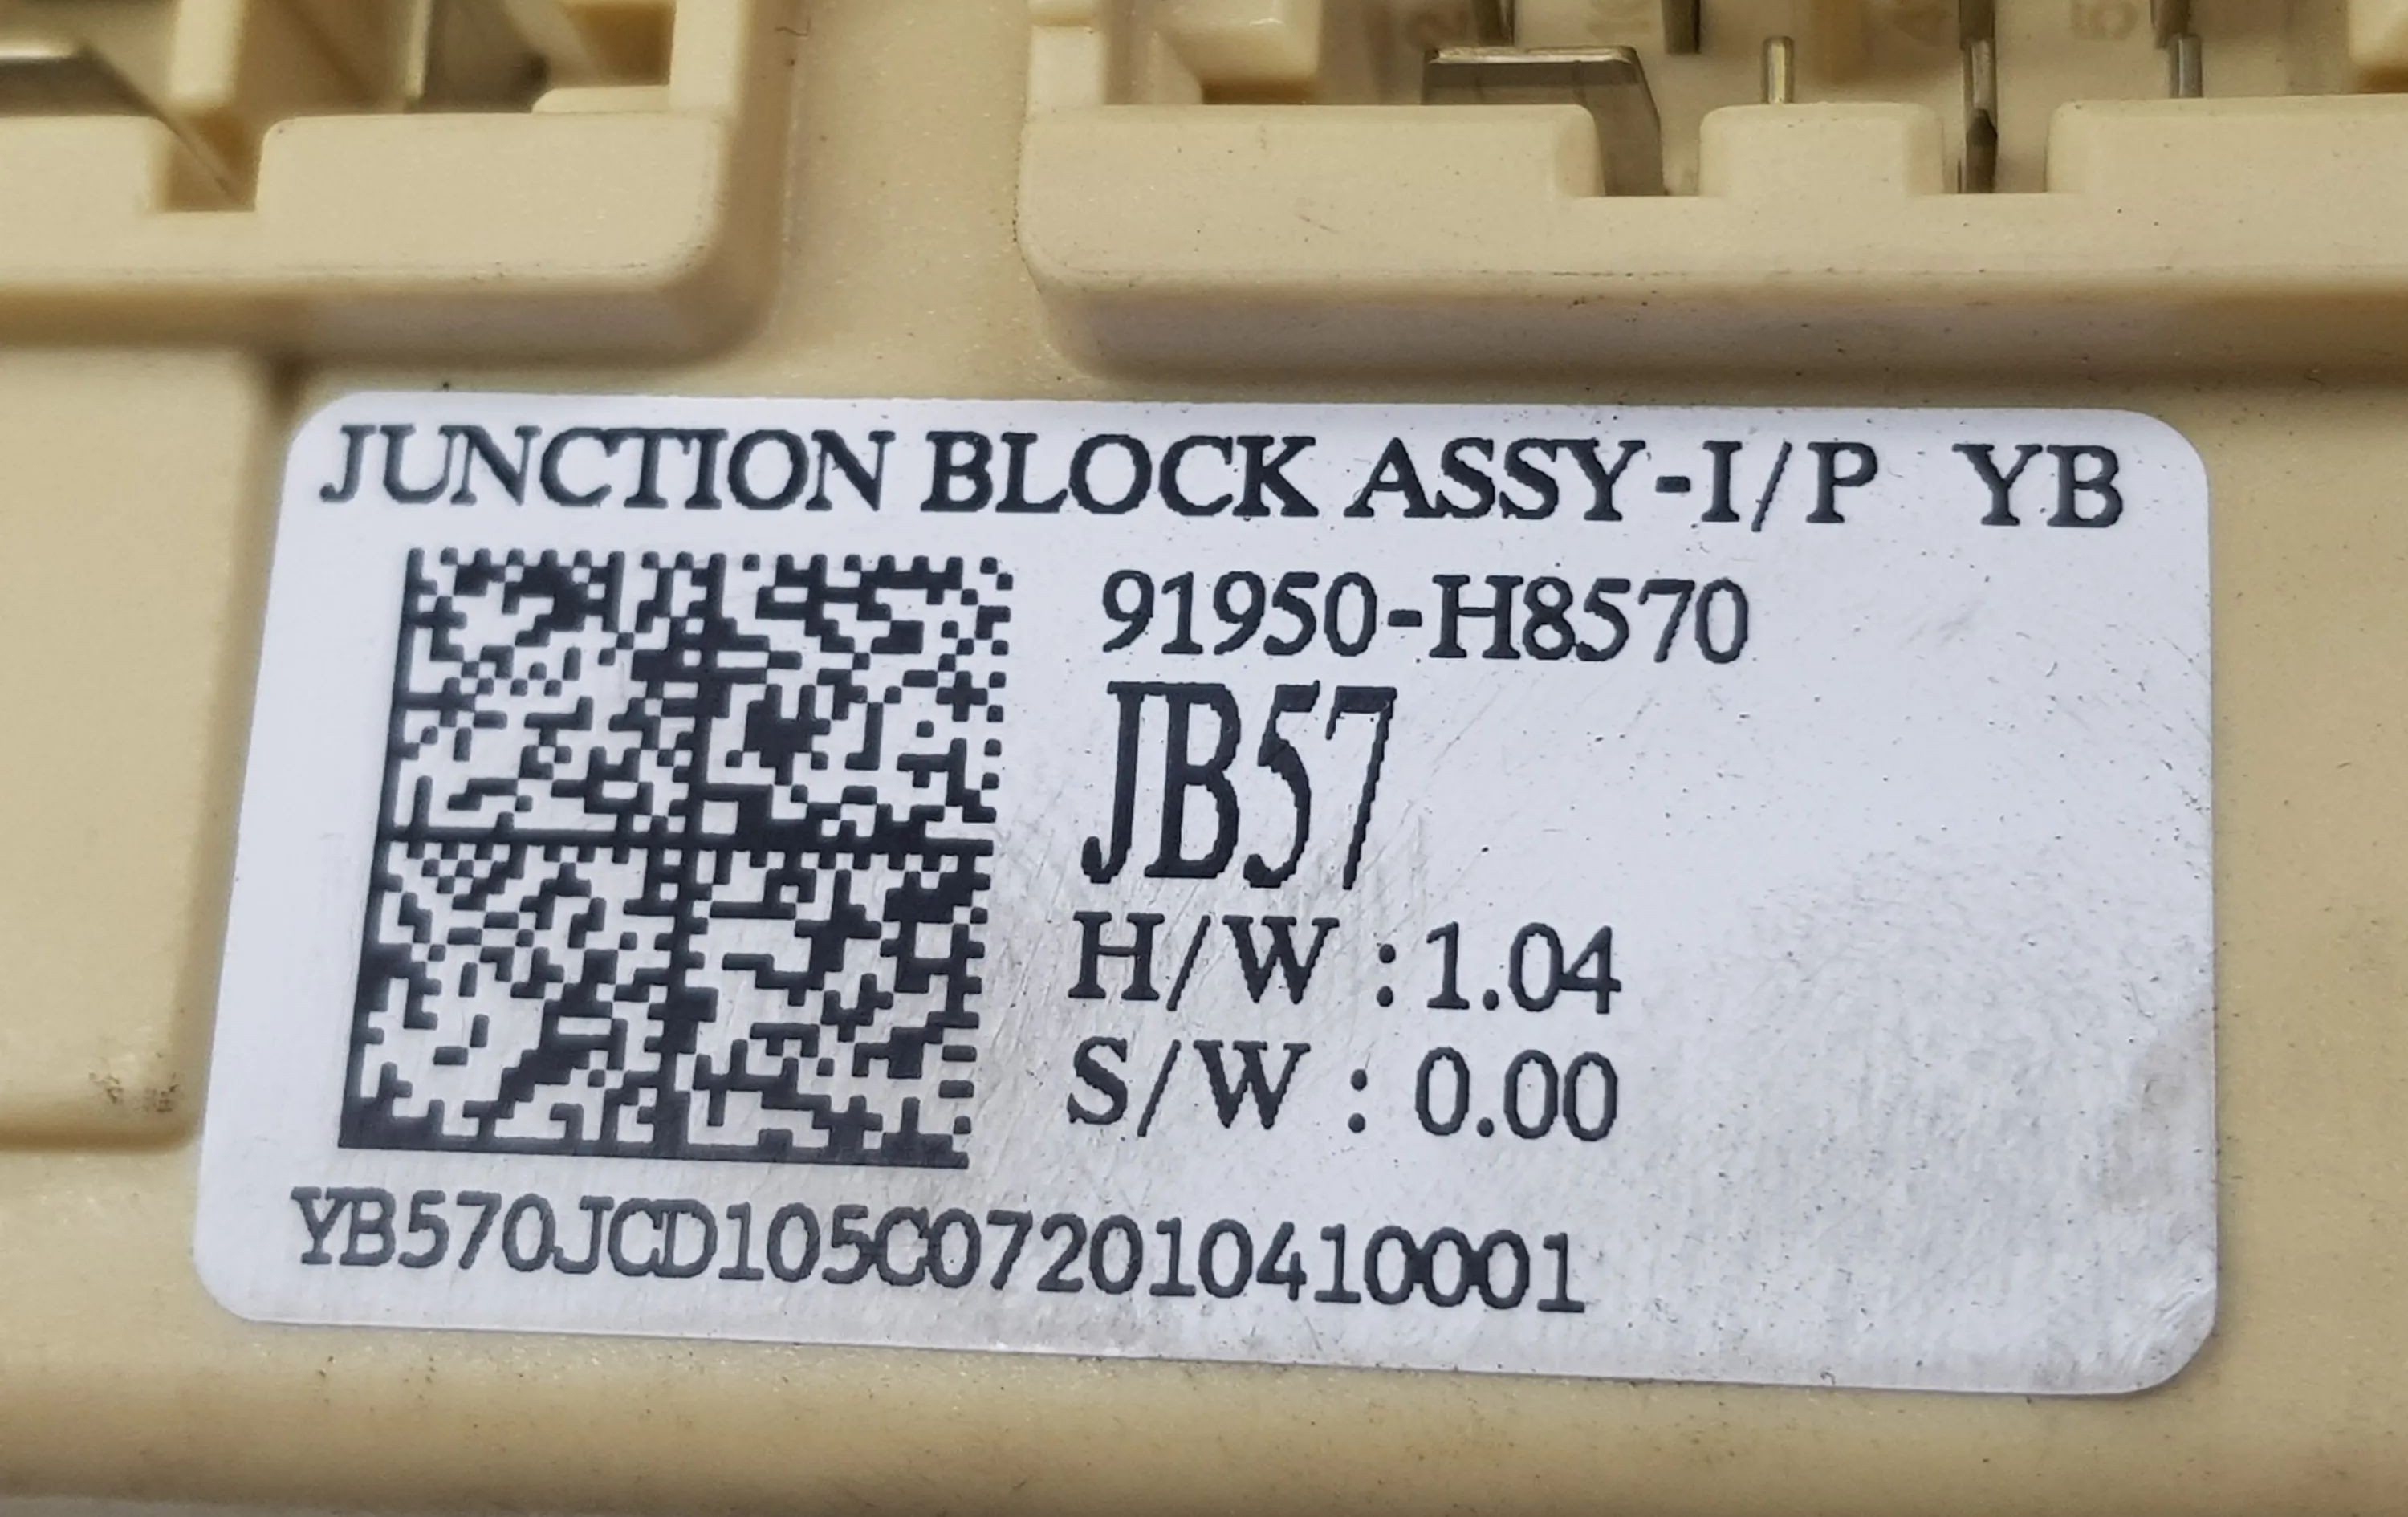 JUNCTION BLOCK ASSY-I/P YB
91950-H8570
JB57
H/W : 1.04
S/W : 0.00
YB570JCD105C072010410001